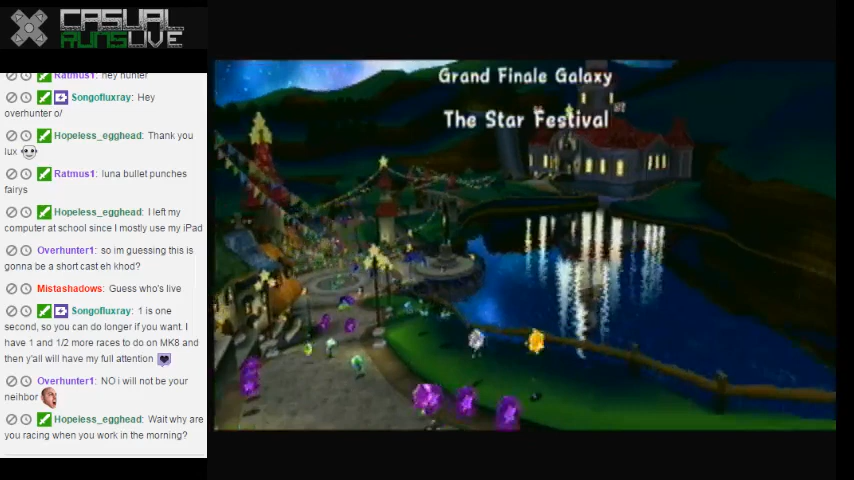 CASUAL
RUNSLIVE
Ratmus1: hey hunter
Songofluxray: Hey
overhunter o/
Hopeless_egghead: Thank you
lux
Ratmus1: luna bullet punches
fairys
Hopeless_egghead: I left my
computer at school since I mostly use my iPad
Overhunter1: so im guessing this is
gonna be a short cast eh khod?
Mistashadows: Guess who's live
Songofluxray: 1 is one
second, so you can do longer if you want. I
have 1 and 1/2 more races to do on MK8 and
then y'all will have my full attention
Overhunter1: NO i will not be your
neibor
Hopeless_egghead: Wait why are
you racing when you work in the morning?
Grand Finale Galaxy
The Star Festival